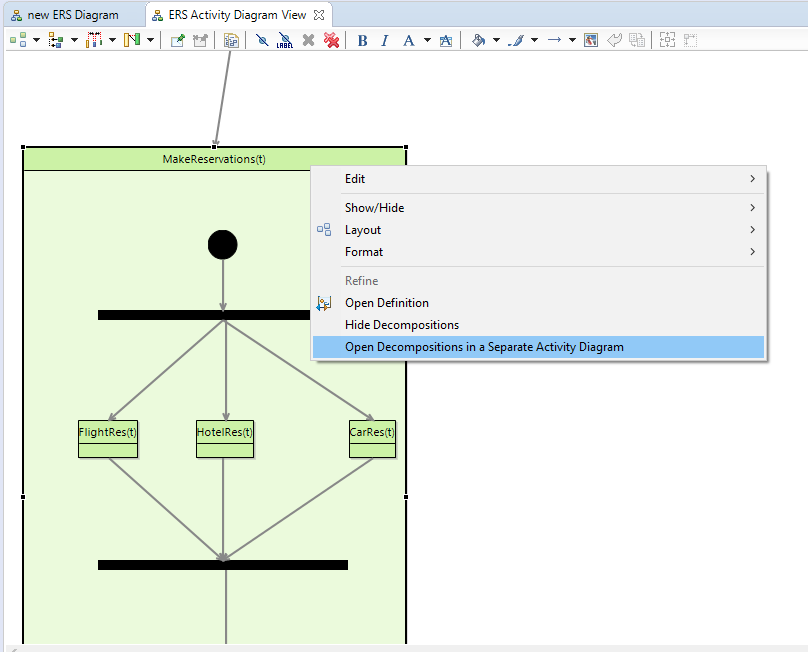 new ERS Diagram
ERS Activity Diagram View
LABEL
B I A A
MakeReservations(t)
Edit
Show/Hide
Layout
Format
Refine
Open Definition
Hide Decompositions
Open Decompositions in a Separate Activity Diagram
FlightRes(t) HotelRes(t) CarRes(t)